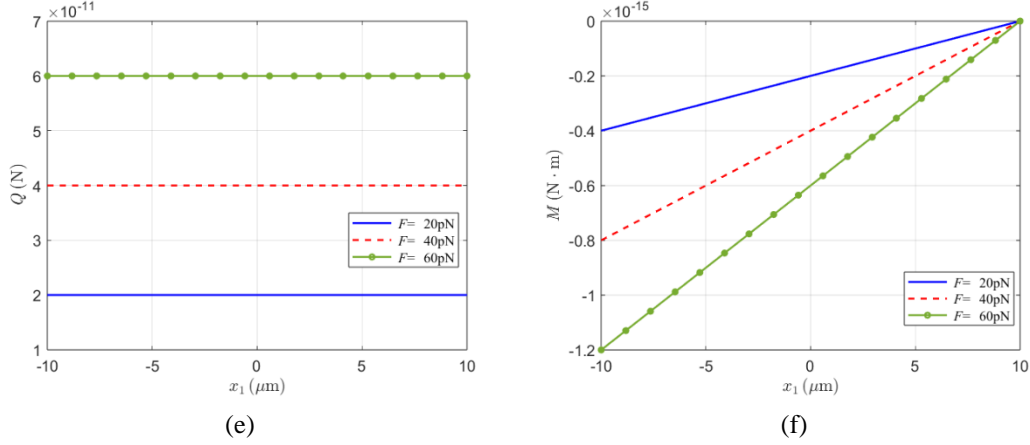 ×10⁻¹¹
7
6
5
4
3
2
1
Q (N)
-10 -5 0 5 10
x₁ (μm)
F= 20pN
F= 40pN
F= 60pN
(e)
×10⁻¹⁵
0
-0.2
-0.4
-0.6
-0.8
-1
-1.2
M (N · m)
-10 -5 0 5 10
x₁ (μm)
F= 20pN
F= 40pN
F= 60pN
(f)